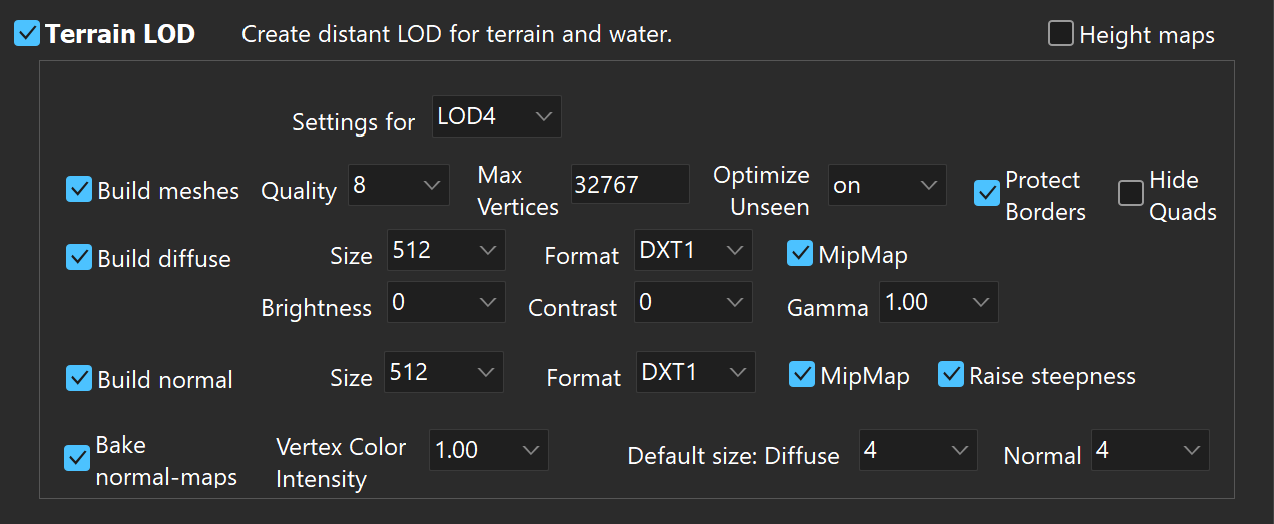 Terrain LOD Create distant LOD for terrain and water. Height maps
Settings for LOD4
Build meshes Quality 8 Max Vertices 32767 Optimize Unseen on Protect Borders Hide Quads
Build diffuse Size 512 Format DXT1 MipMap
Brightness 0 Contrast 0 Gamma 1.00
Build normal Size 512 Format DXT1 MipMap Raise steepness
Bake normal-maps Vertex Color Intensity 1.00 Default size: Diffuse 4 Normal 4